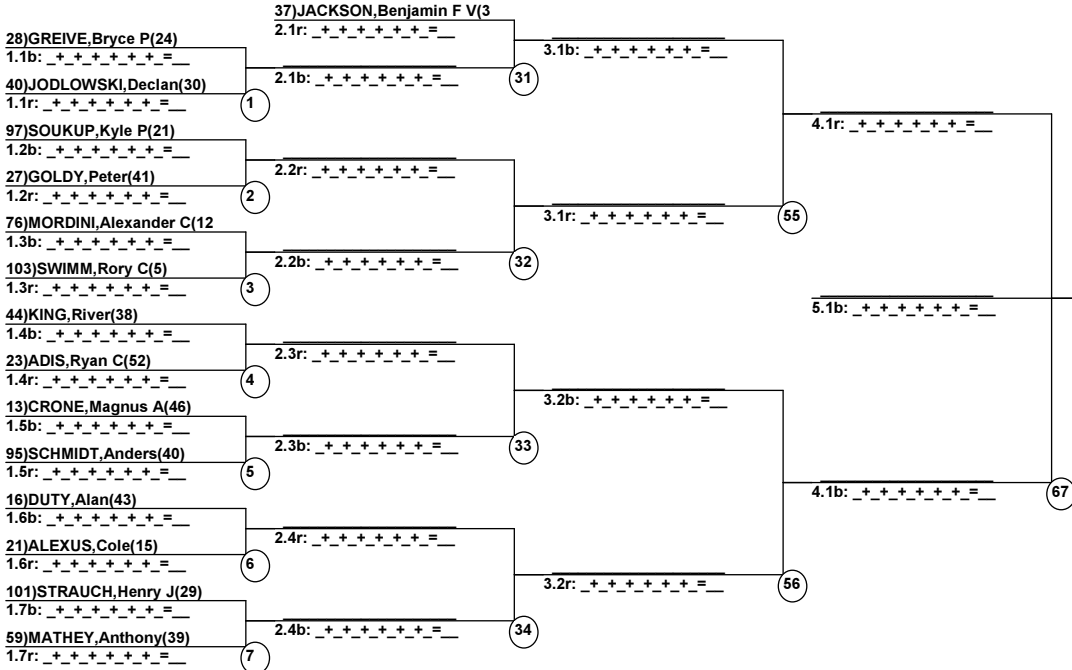 28)GREIVE,Bryce P(24)
1.1b: _+_+_+_+_+_=__
40)JODLOWSKI,Declan(30)
1.1r: _+_+_+_+_+_=__
1
97)SOUKUP,Kyle P(21)
1.2b: _+_+_+_+_+_=__
27)GOLDY,Peter(41)
1.2r: _+_+_+_+_+_=__
2
76)MORDINI,Alexander C(12
1.3b: _+_+_+_+_+_=__
103)SWIMM,Rory C(5)
1.3r: _+_+_+_+_+_=__
3
44)KING,River(38)
1.4b: _+_+_+_+_+_=__
23)ADIS,Ryan C(52)
1.4r: _+_+_+_+_+_=__
4
13)CRONE,Magnus A(46)
1.5b: _+_+_+_+_+_=__
95)SCHMIDT,Anders(40)
1.5r: _+_+_+_+_+_=__
5
16)DUTY,Alan(43)
1.6b: _+_+_+_+_+_=__
21)ALEXUS,Cole(15)
1.6r: _+_+_+_+_+_=__
6
101)STRAUCH,Henry J(29)
1.7b: _+_+_+_+_+_=__
59)MATHEY,Anthony(39)
1.7r: _+_+_+_+_+_=__
7
37)JACKSON,Benjamin F V(3
2.1r: _+_+_+_+_+_=__
2.1b: _+_+_+_+_+_=__
31
2.2r: _+_+_+_+_+_=__
2.2b: _+_+_+_+_+_=__
32
2.3r: _+_+_+_+_+_=__
2.3b: _+_+_+_+_+_=__
33
2.4r: _+_+_+_+_+_=__
2.4b: _+_+_+_+_+_=__
34
3.1b: _+_+_+_+_+_=__
3.1r: _+_+_+_+_+_=__
55
3.2b: _+_+_+_+_+_=__
3.2r: _+_+_+_+_+_=__
56
4.1r: _+_+_+_+_+_=__
5.1b: _+_+_+_+_+_=__
4.1b: _+_+_+_+_+_=__
67